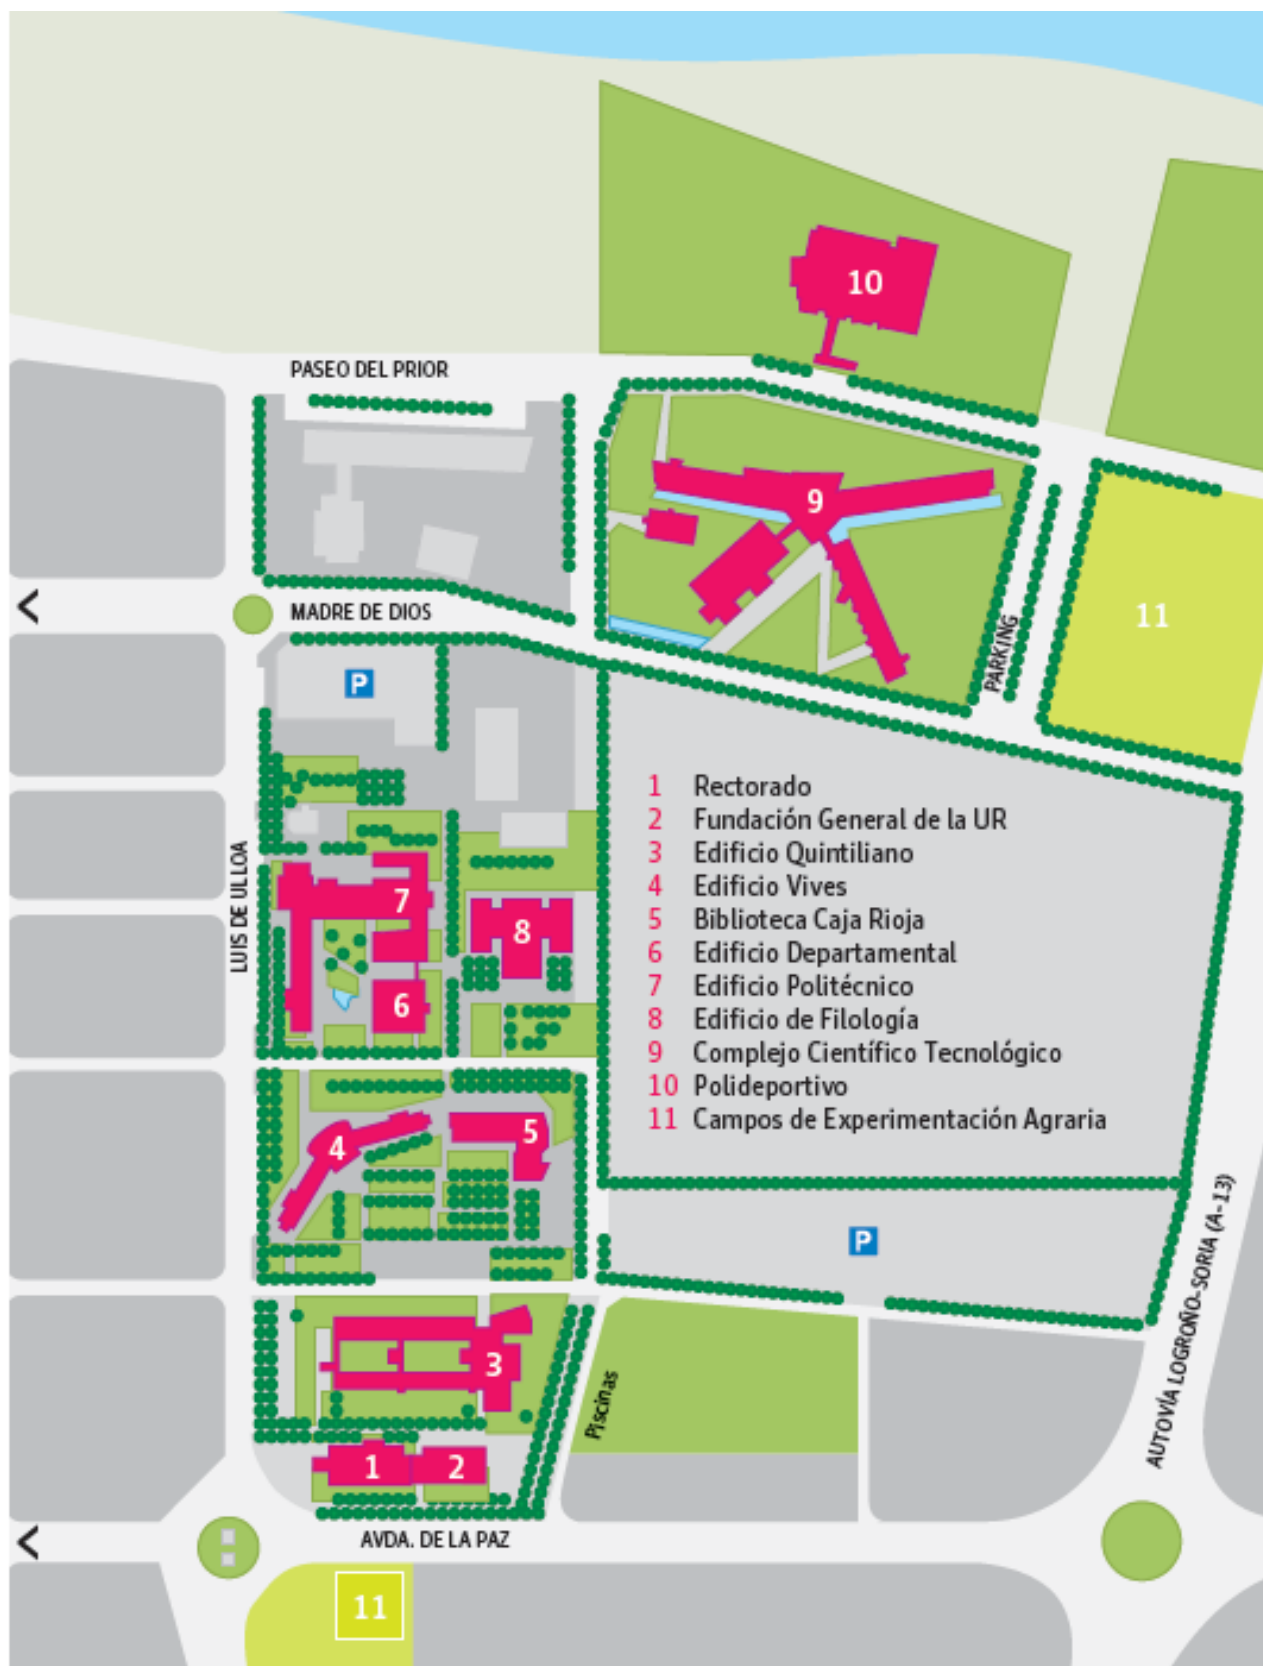 10
PASEO DEL PRIOR
9
MADRE DE DIOS
11
PARKING
P
1 Rectorado
2 Fundación General de la UR
3 Edificio Quintiliano
4 Edificio Vives
5 Biblioteca Caja Rioja
6 Edificio Departamental
7 Edificio Politécnico
8 Edificio de Filología
9 Complejo Científico Tecnológico
10 Polideportivo
11 Campos de Experimentación Agraria
LUIS DE ULLOA
7
8
6
4
5
P
AUTOVÍA LOGROÑO-SORIA (A-13)
3
Piscinas
1
2
AVDA. DE LA PAZ
11